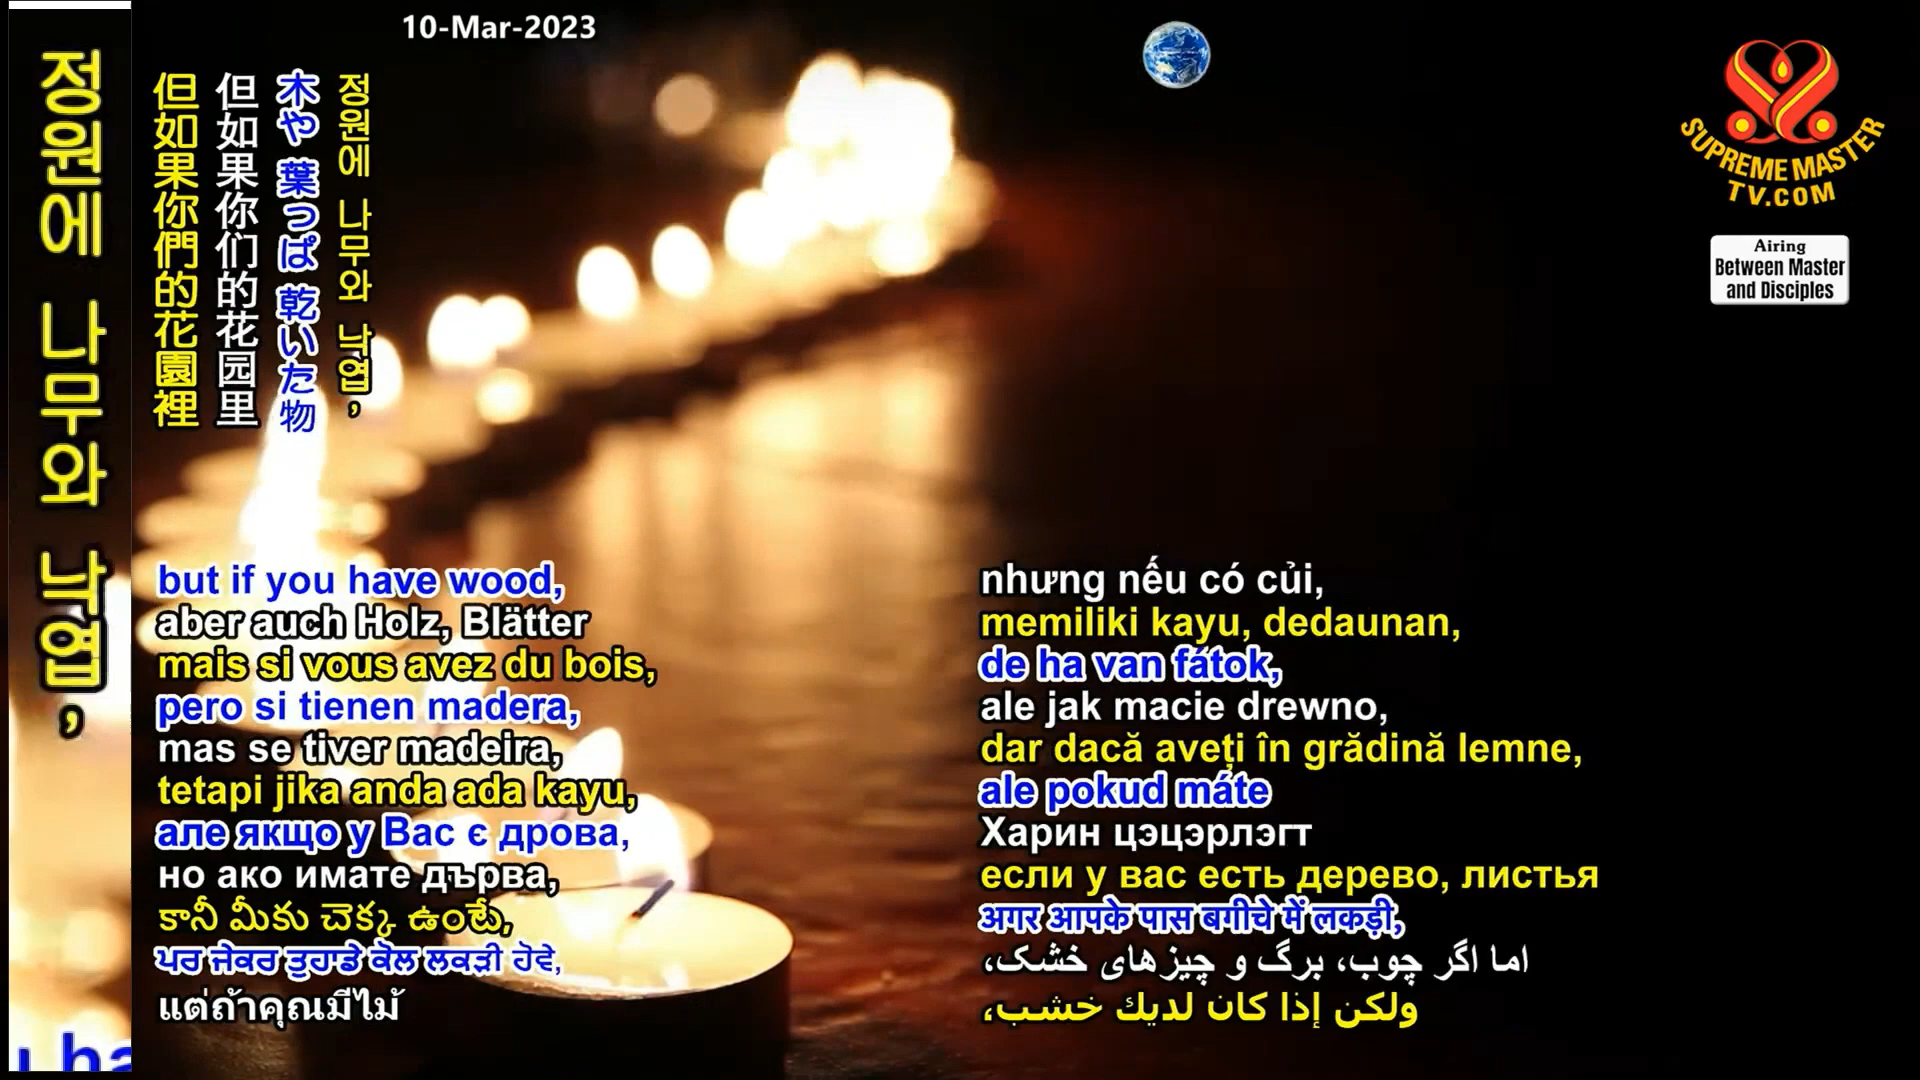 10-Mar-2023
정원에 나무와 낙엽,
但如果你們的花園裡
但如果你们的花园里
木や 葉っぱ 乾いた物
정원에 나무와 낙엽,
SUPREME MASTER
TV.COM
Airing
Between Master
and Disciples
but if you have wood,
aber auch Holz, Blätter
mais si vous avez du bois,
pero si tienen madera,
mas se tiver madeira,
tetapi jika anda ada kayu,
але якщо у Вас є дрова,
но ако имате дърва,
కానీ మీకు చెక్క ఉంటే,
ਪਰ ਜੇਕਰ ਤੁਹਾਡੇ ਕੋਲ ਲਕੜੀ ਹੋਵੇ,
แต่ถ้าคุณมีไม้
nhưng nếu có củi,
memiliki kayu, dedaunan,
de ha van fátok,
ale jak macie drewno,
dar dacă aveți în grădină lemne,
ale pokud máte
Харин цэцэрлэгт
если у вас есть дерево, листья
अगर आपके पास बगीचे में लकड़ी,
اما اگر چوب، برگ و چیزهای خشک،
ولكن إذا كان لديك خشب،